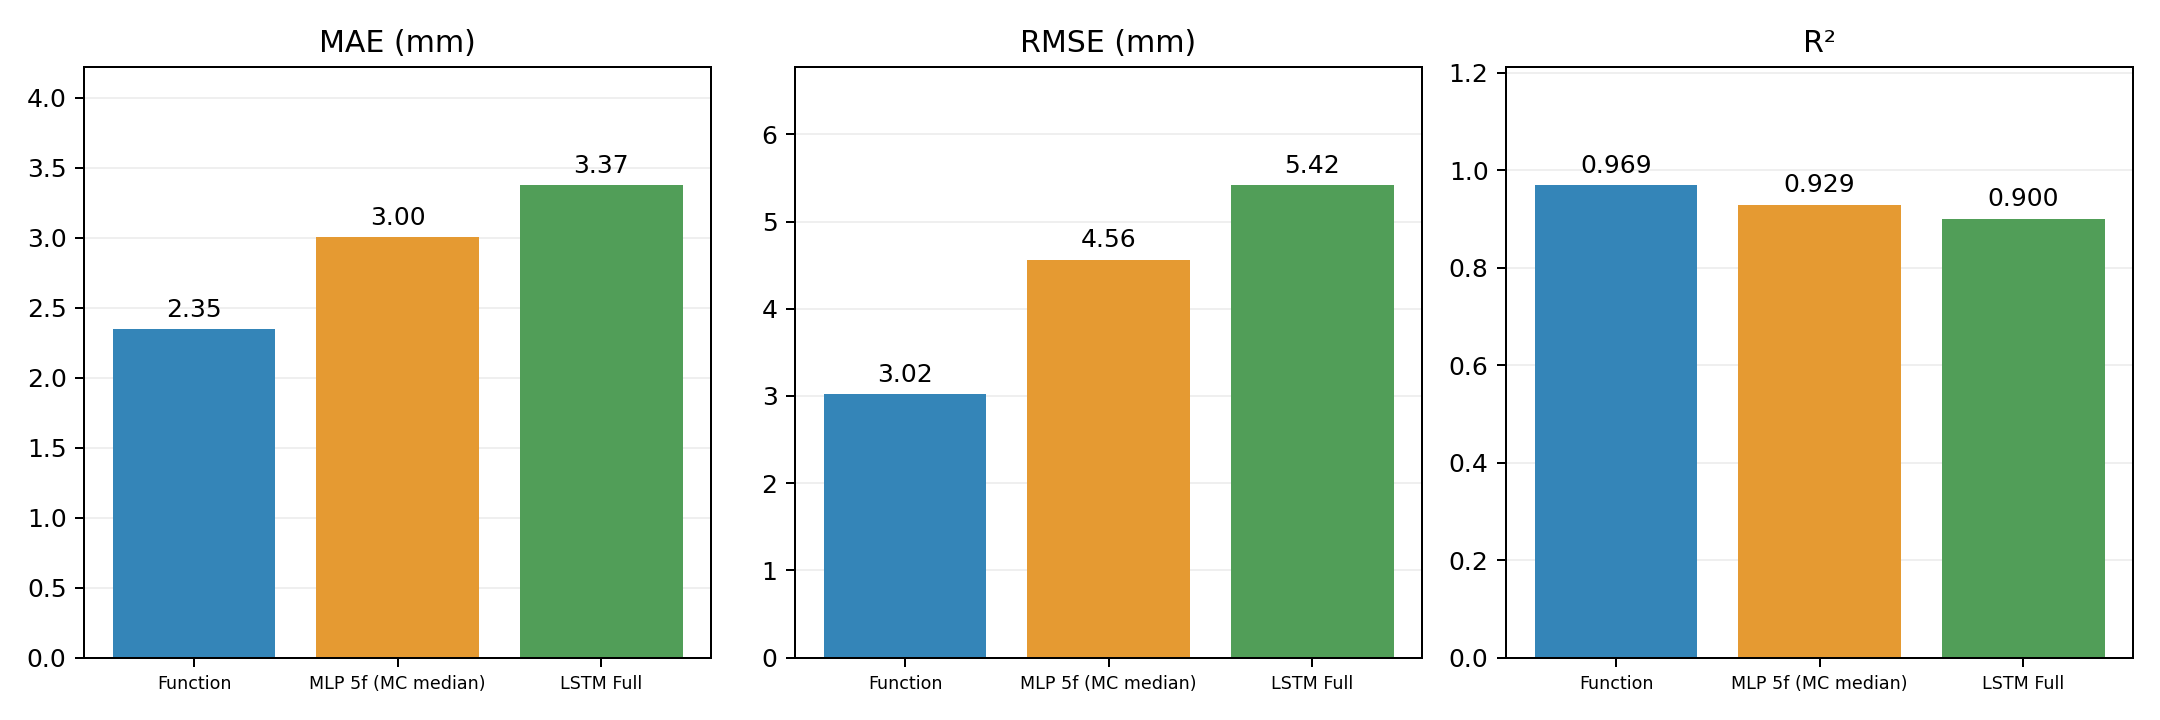 MAE (mm)
4.0
3.5
3.0
2.5
2.0
1.5
1.0
0.5
0.0
2.35
3.00
3.37
Function
MLP 5f (MC median)
LSTM Full
RMSE (mm)
6
5
4
3
2
1
0
3.02
4.56
5.42
Function
MLP 5f (MC median)
LSTM Full
R²
1.2
1.0
0.8
0.6
0.4
0.2
0.0
0.969
0.929
0.900
Function
MLP 5f (MC median)
LSTM Full